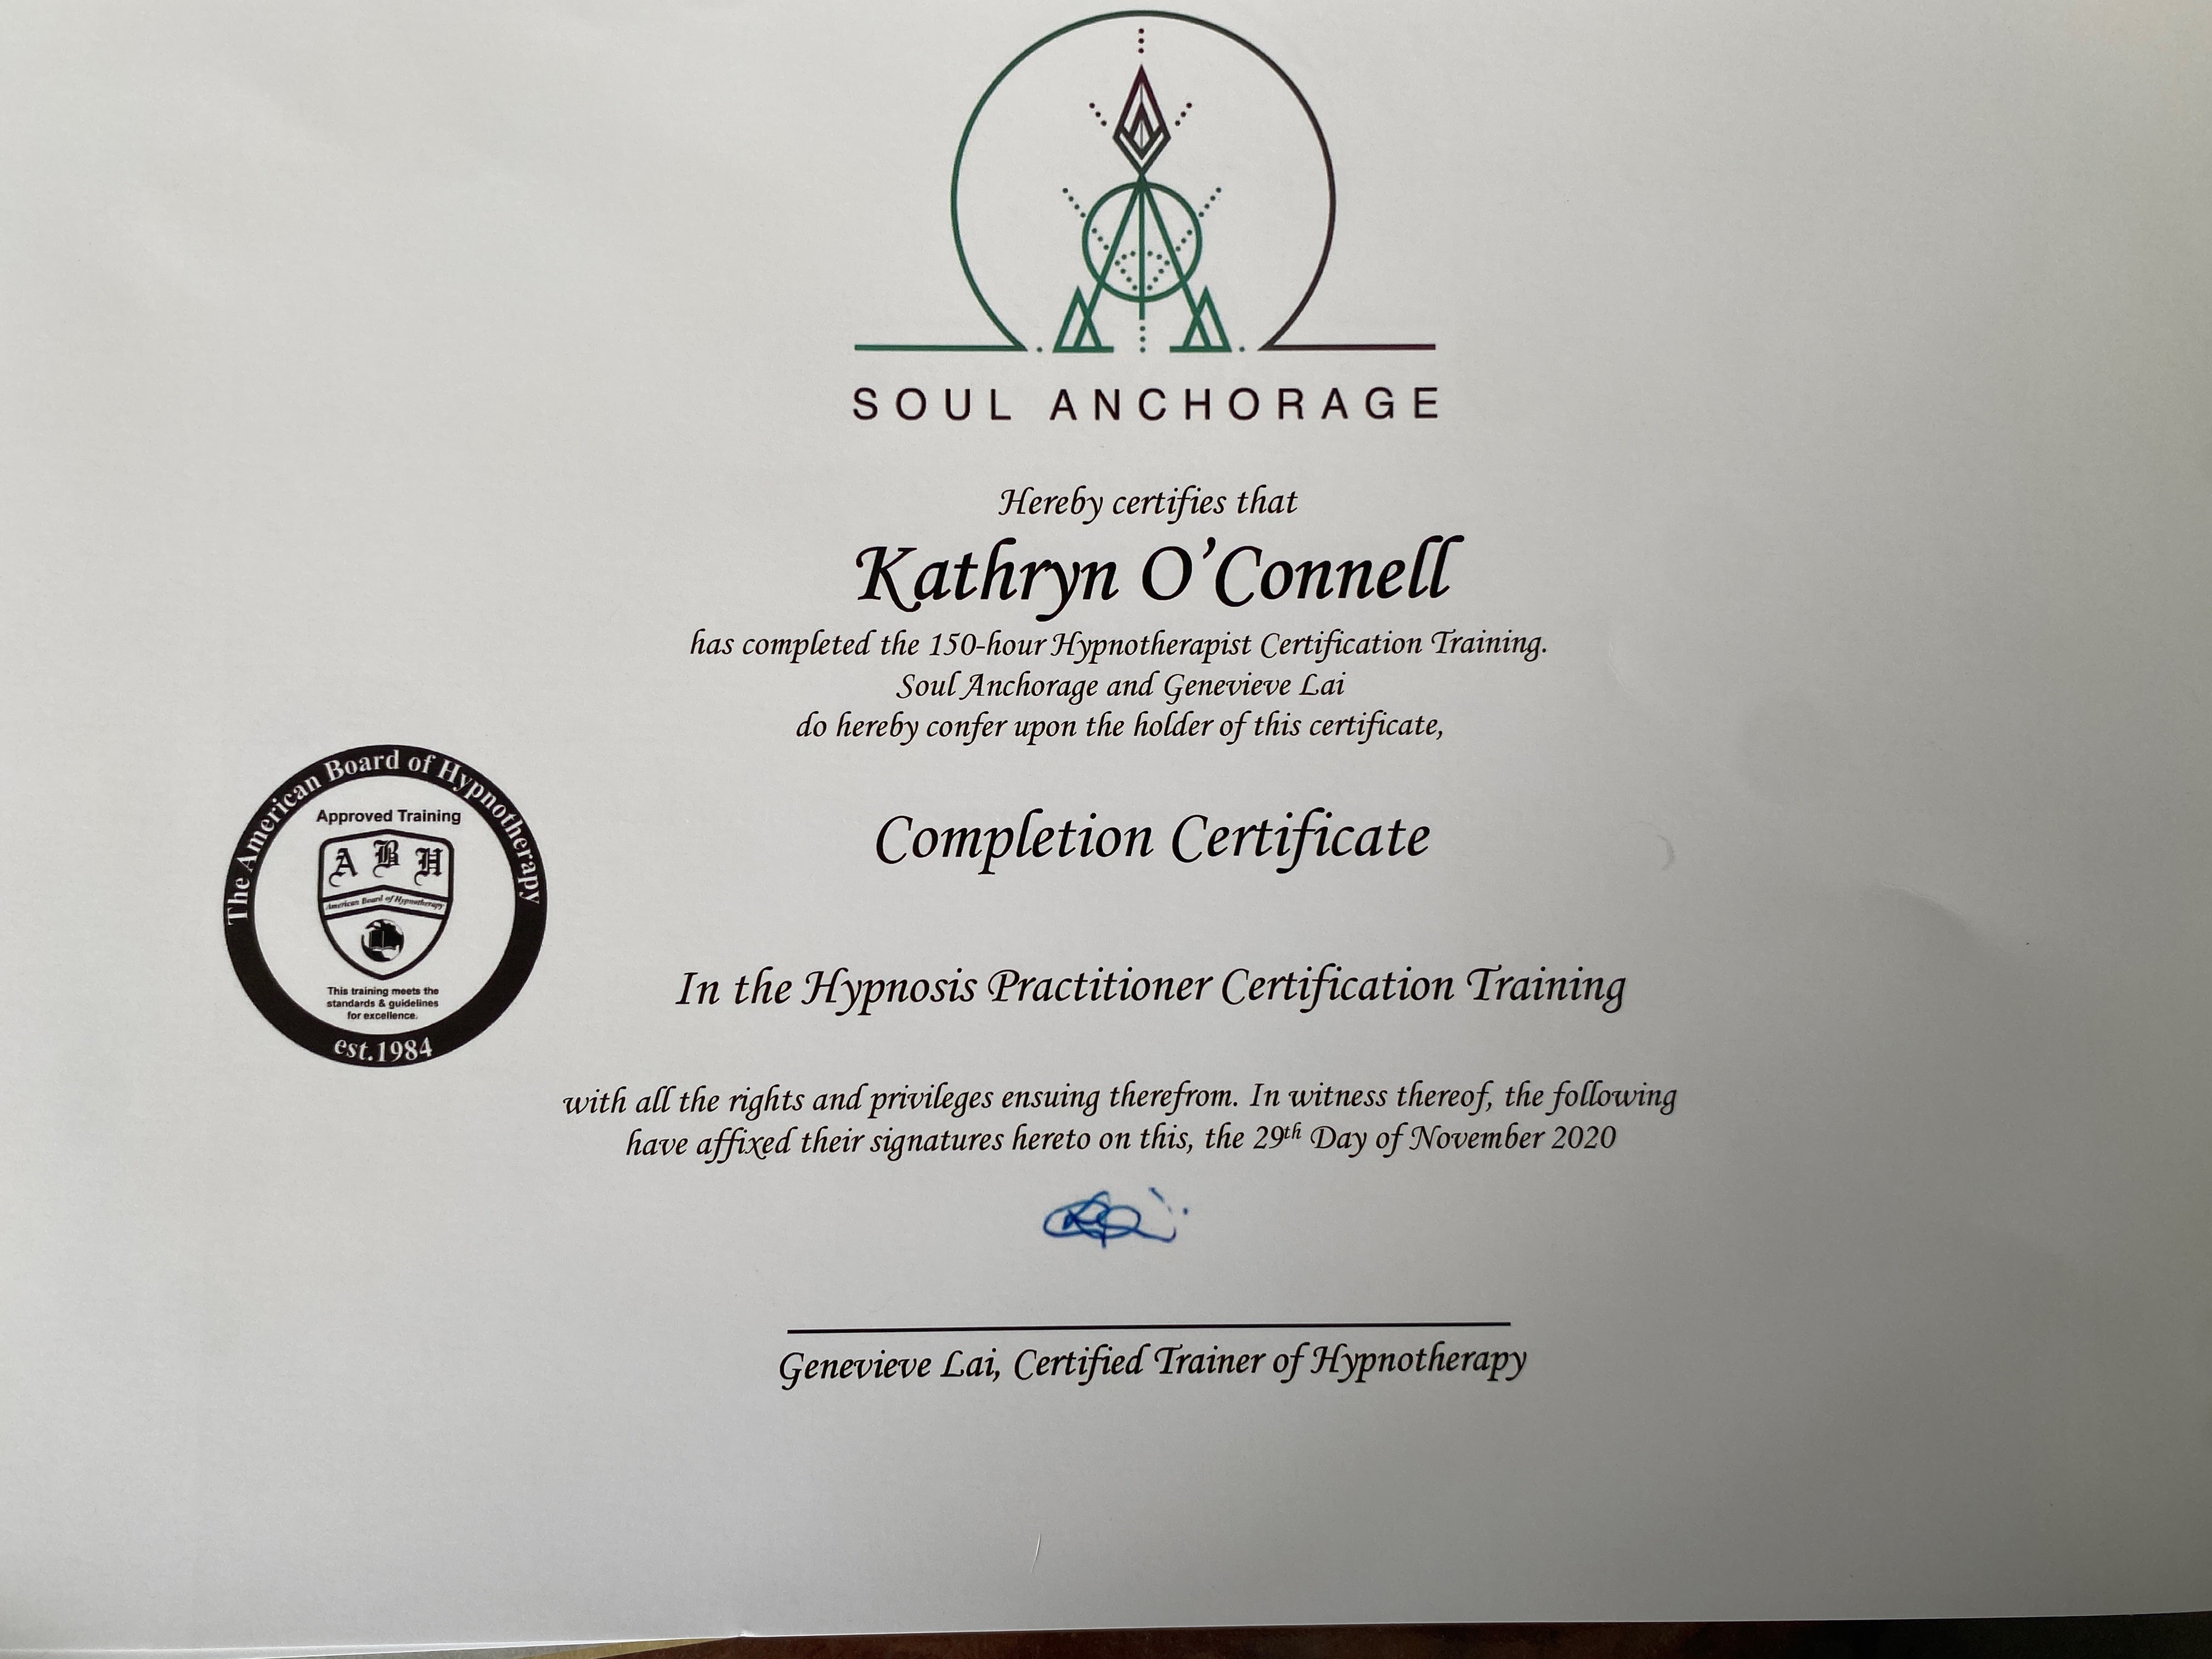 SOUL ANCHORAGE
Hereby certifies that
Kathryn O'Connell
has completed the 150-hour Hypnotherapist Certification Training.
Soul Anchorage and Genevieve Lai
do hereby confer upon the holder of this certificate,
Completion Certificate
The American Board of Hypnotherapy
Approved Training
A B H
American Board of Hypnotherapy
This training meets the
standards & guidelines
for excellence.
est.1984
In the Hypnosis Practitioner Certification Training
with all the rights and privileges ensuing therefrom. In witness thereof, the following
have affixed their signatures hereto on this, the 29th Day of November 2020
Genevieve Lai, Certified Trainer of Hypnotherapy